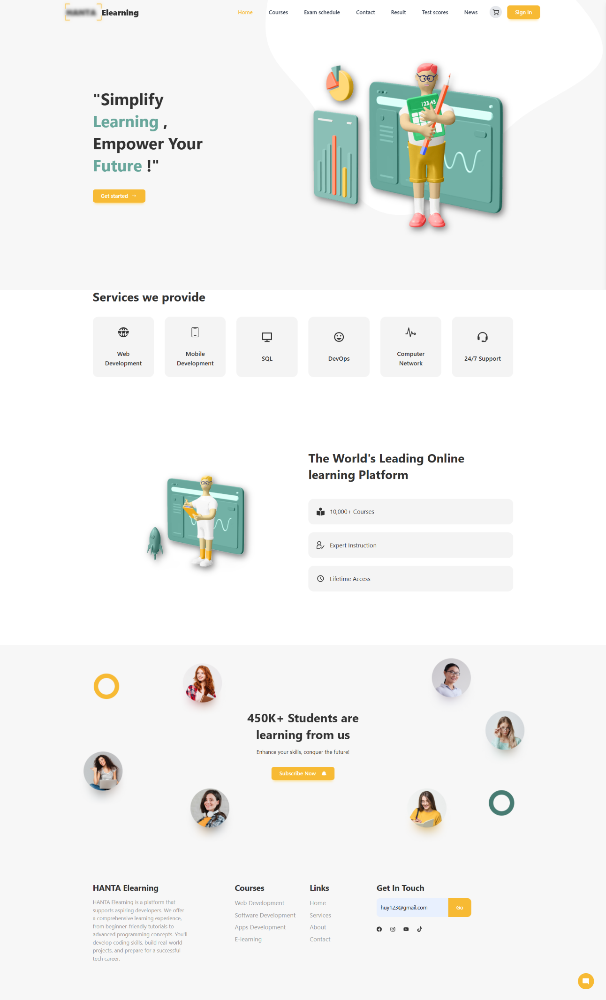 HANTA Elearning
Home Courses Exam schedule Contact Result Test scores News Sign In
123.45
"Simplify
Learning ,
Empower Your
Future !"
Get started
Services we provide
Web
Development
Mobile
Development
SQL
DevOps
Computer
Network
24/7 Support
The World's Leading Online
learning Platform
10,000+ Courses
Expert Instruction
Lifetime Access
450K+ Students are
learning from us
Enhance your skills, conquer the future!
Subscribe Now
HANTA Elearning
HANTA Elearning is a platform that
supports aspiring developers. We offer
a comprehensive learning experience,
from beginner-friendly tutorials to
advanced programming concepts. You'll
develop coding skills, build real-world
projects, and prepare for a successful
tech career.
Courses
Web Development
Software Development
Apps Development
E-learning
Links
Home
Services
About
Contact
Get In Touch
huy123@gmail.com Go